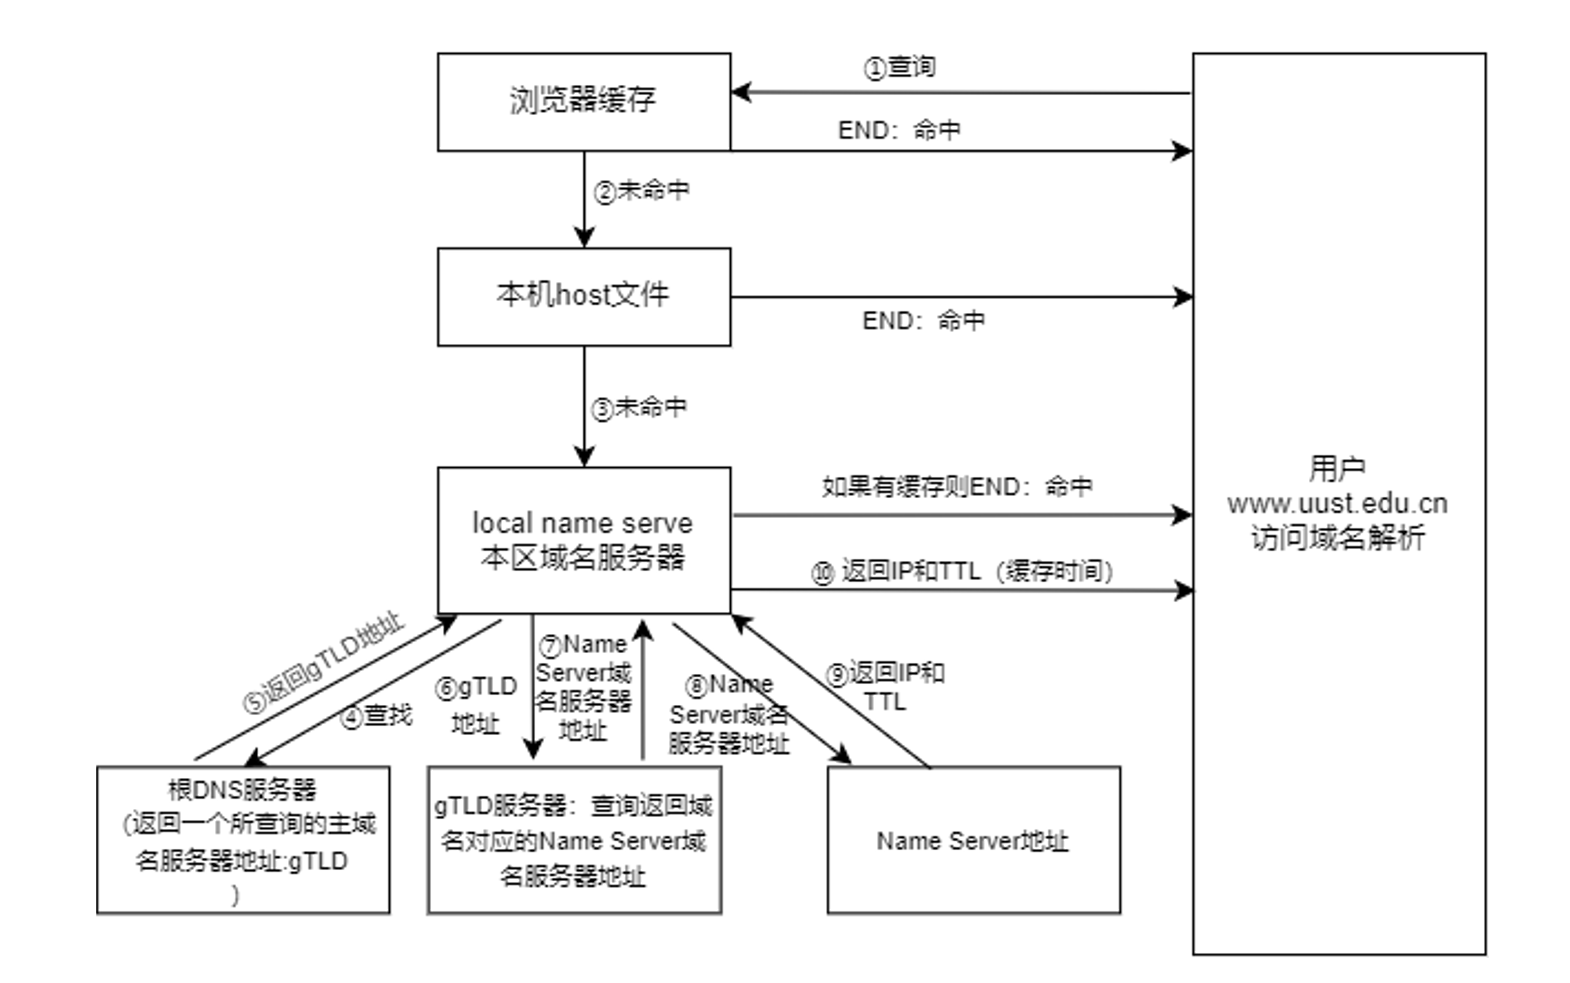 ①查询
浏览器缓存
END：命中
②未命中
本机host文件
END：命中
③未命中
如果有缓存则END：命中
local name serve
本区域名服务器
⑩ 返回IP和TTL（缓存时间）
用户
www.uust.edu.cn
访问域名解析
⑤返回gTLD地址
④查找
⑥gTLD
地址
⑦Name
Server域
名服务器
地址
⑧Name
Server域名
服务器地址
⑨返回IP和
TTL
根DNS服务器
（返回一个所查询的主域
名服务器地址:gTLD
）
gTLD服务器：查询返回域
名对应的Name Server域
名服务器地址
Name Server地址